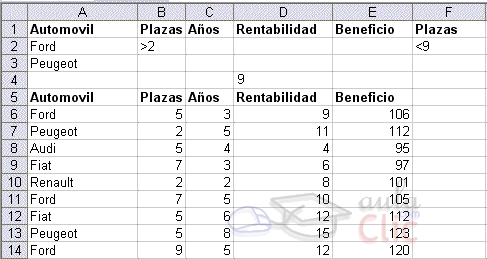 A B C D E F
1 Automovil Plazas Años Rentabilidad Beneficio Plazas
2 Ford >2 <9
3 Peugeot
4 9
5 Automovil Plazas Años Rentabilidad Beneficio
6 Ford 5 3 9 106
7 Peugeot 2 5 11 112
8 Audi 5 4 4 95
9 Fiat 7 3 6 97
10 Renault 2 2 8 101
11 Ford 7 5 10 105
12 Fiat 5 6 12 112
13 Peugeot 5 8 15 123
14 Ford 9 5 12 120
aula
Clic